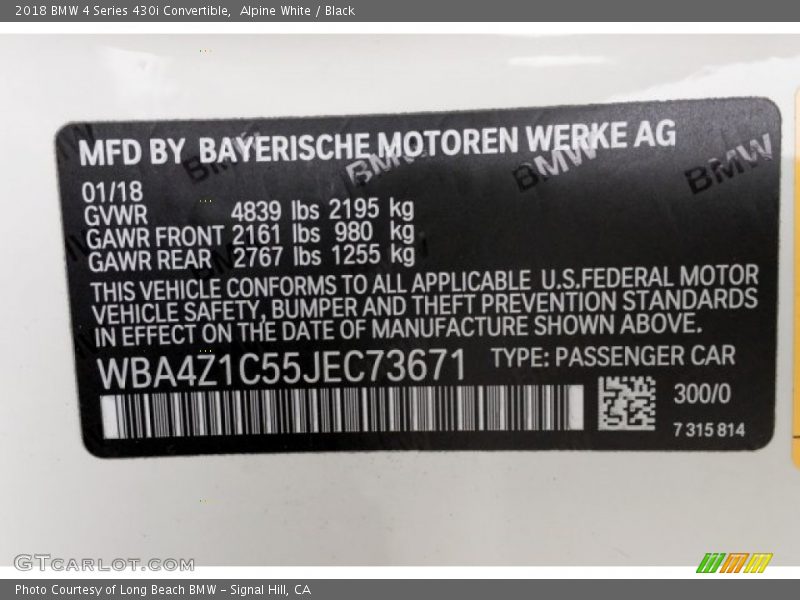 2018 BMW 4 Series 430i Convertible,  Alpine White / Black
MFD BY BAYERISCHE MOTOREN WERKE AG
BMW BMW BMW BMW
01/18
GVWR 4839 lbs 2195 kg
GAWR FRONT 2161 lbs 980 kg
GAWR REAR 2767 lbs 1255 kg
THIS VEHICLE CONFORMS TO ALL APPLICABLE U.S.FEDERAL MOTOR
VEHICLE SAFETY, BUMPER AND THEFT PREVENTION STANDARDS
IN EFFECT ON THE DATE OF MANUFACTURE SHOWN ABOVE.
WBA4Z1C55JEC73671 TYPE: PASSENGER CAR
300/0
7 315 814
GTCARLOT.COM
Photo Courtesy of Long Beach BMW – Signal Hill, CA